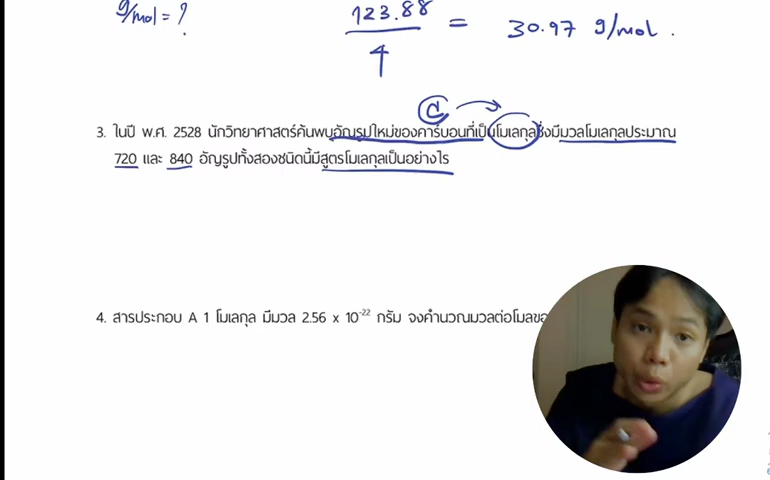 g/mol = ?
123.88
4
= 30.97 g/mol .
C
3. ในปี พ.ศ. 2528 นักวิทยาศาสตร์ค้นพบอัญรูปใหม่ของคาร์บอนที่เป็นโมเลกุลซึ่งมีมวลโมเลกุลประมาณ
720 และ 840 อัญรูปทั้งสองชนิดนี้มีสูตรโมเลกุลเป็นอย่างไร
4. สารประกอบ A 1 โมเลกุล มีมวล 2.56 x 10⁻²² กรัม จงคำนวณมวลต่อโมลขอ